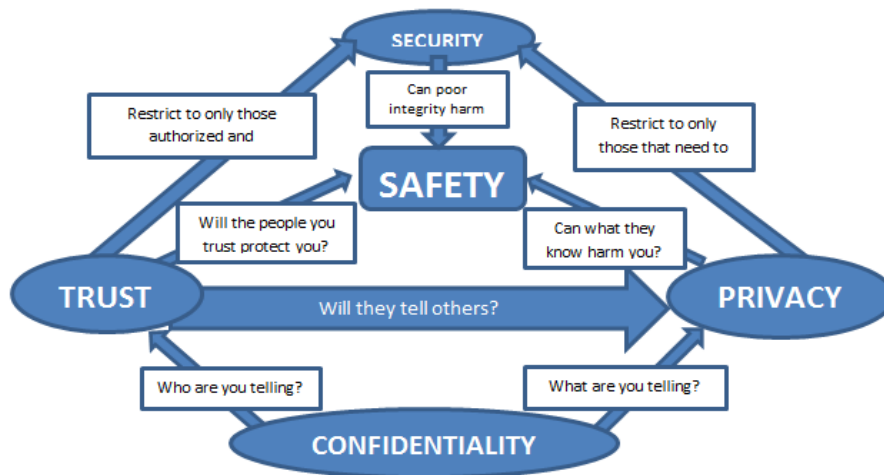 SECURITY
Can poor
integrity harm
Restrict to only those
authorized and
Restrict to only
those that need to
SAFETY
Will the people you
trust protect you?
Can what they
know harm you?
TRUST
Will they tell others?
PRIVACY
Who are you telling?
What are you telling?
CONFIDENTIALITY